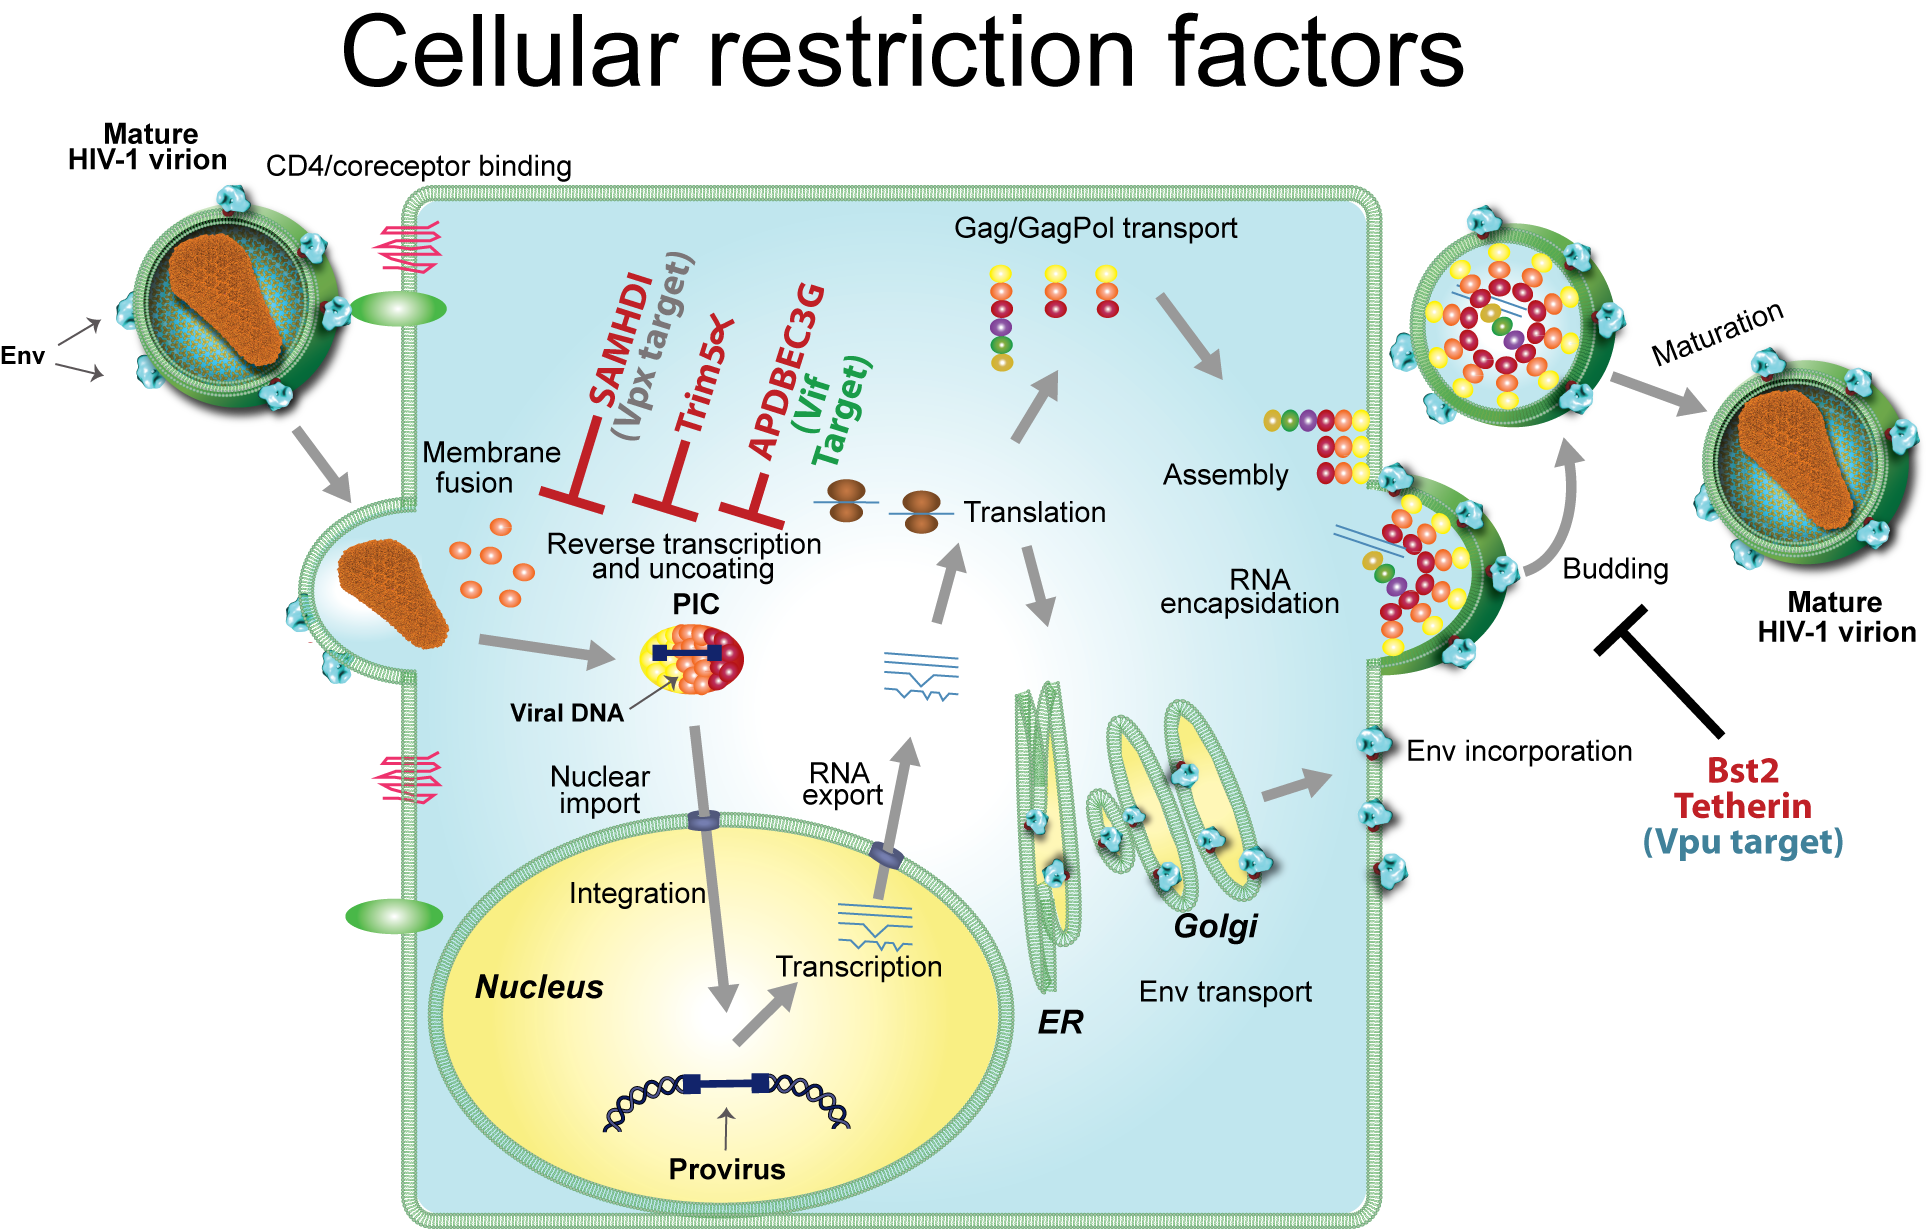 Cellular restriction factors
Mature
HIV-1 virion
CD4/coreceptor binding
Env
Membrane
fusion
SAMHDI
(Vpx target)
Trim5∝
APDBEC3G
(Vif
Target)
Reverse transcription
and uncoating
PIC
Viral DNA
Nuclear
import
Integration
Nucleus
Provirus
Transcription
RNA
export
Translation
Gag/GagPol transport
ER
Golgi
Env transport
Assembly
RNA
encapsidation
Env incorporation
Budding
Maturation
Mature
HIV-1 virion
Bst2
Tetherin
(Vpu target)